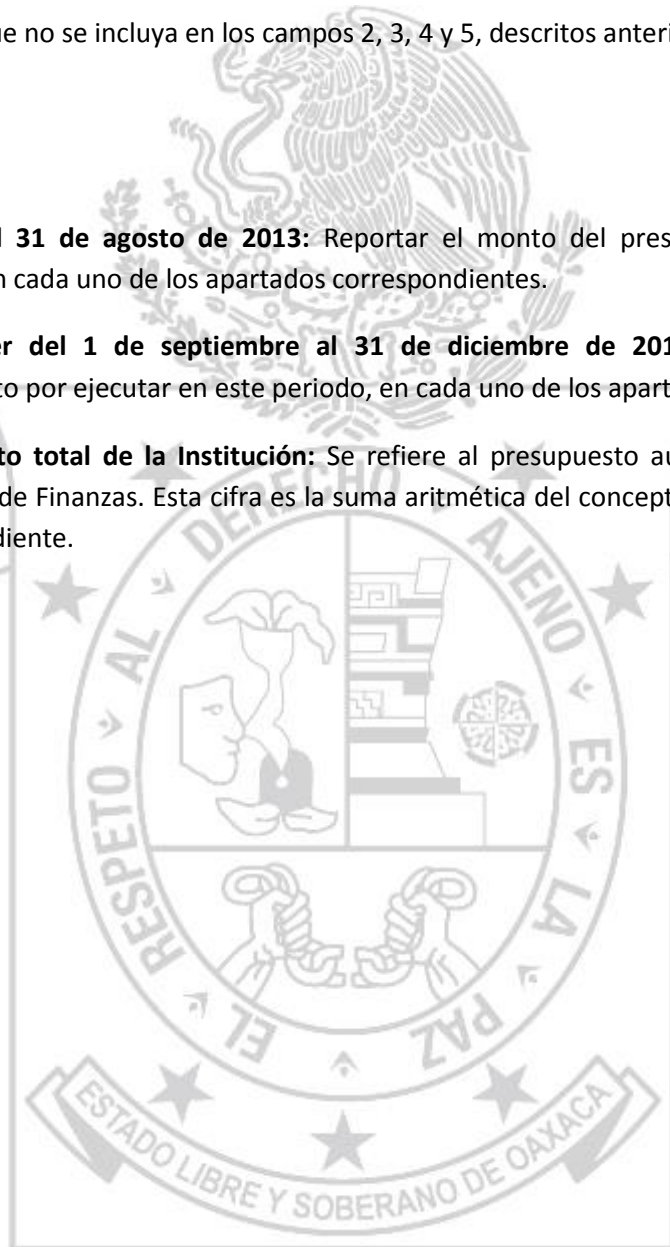 ue no se incluya en los campos 2, 3, 4 y 5, descritos anteri
l 31 de agosto de 2013: Reportar el monto del pres
n cada uno de los apartados correspondientes.
er del 1 de septiembre al 31 de diciembre de 201
to por ejecutar en este periodo, en cada uno de los apart
to total de la Institución: Se refiere al presupuesto au
de Finanzas. Esta cifra es la suma aritmética del concept
diente.
EL RESPETO AL DERECHO AJENO ES LA PAZ
ESTADO LIBRE Y SOBERANO DE OAXACA